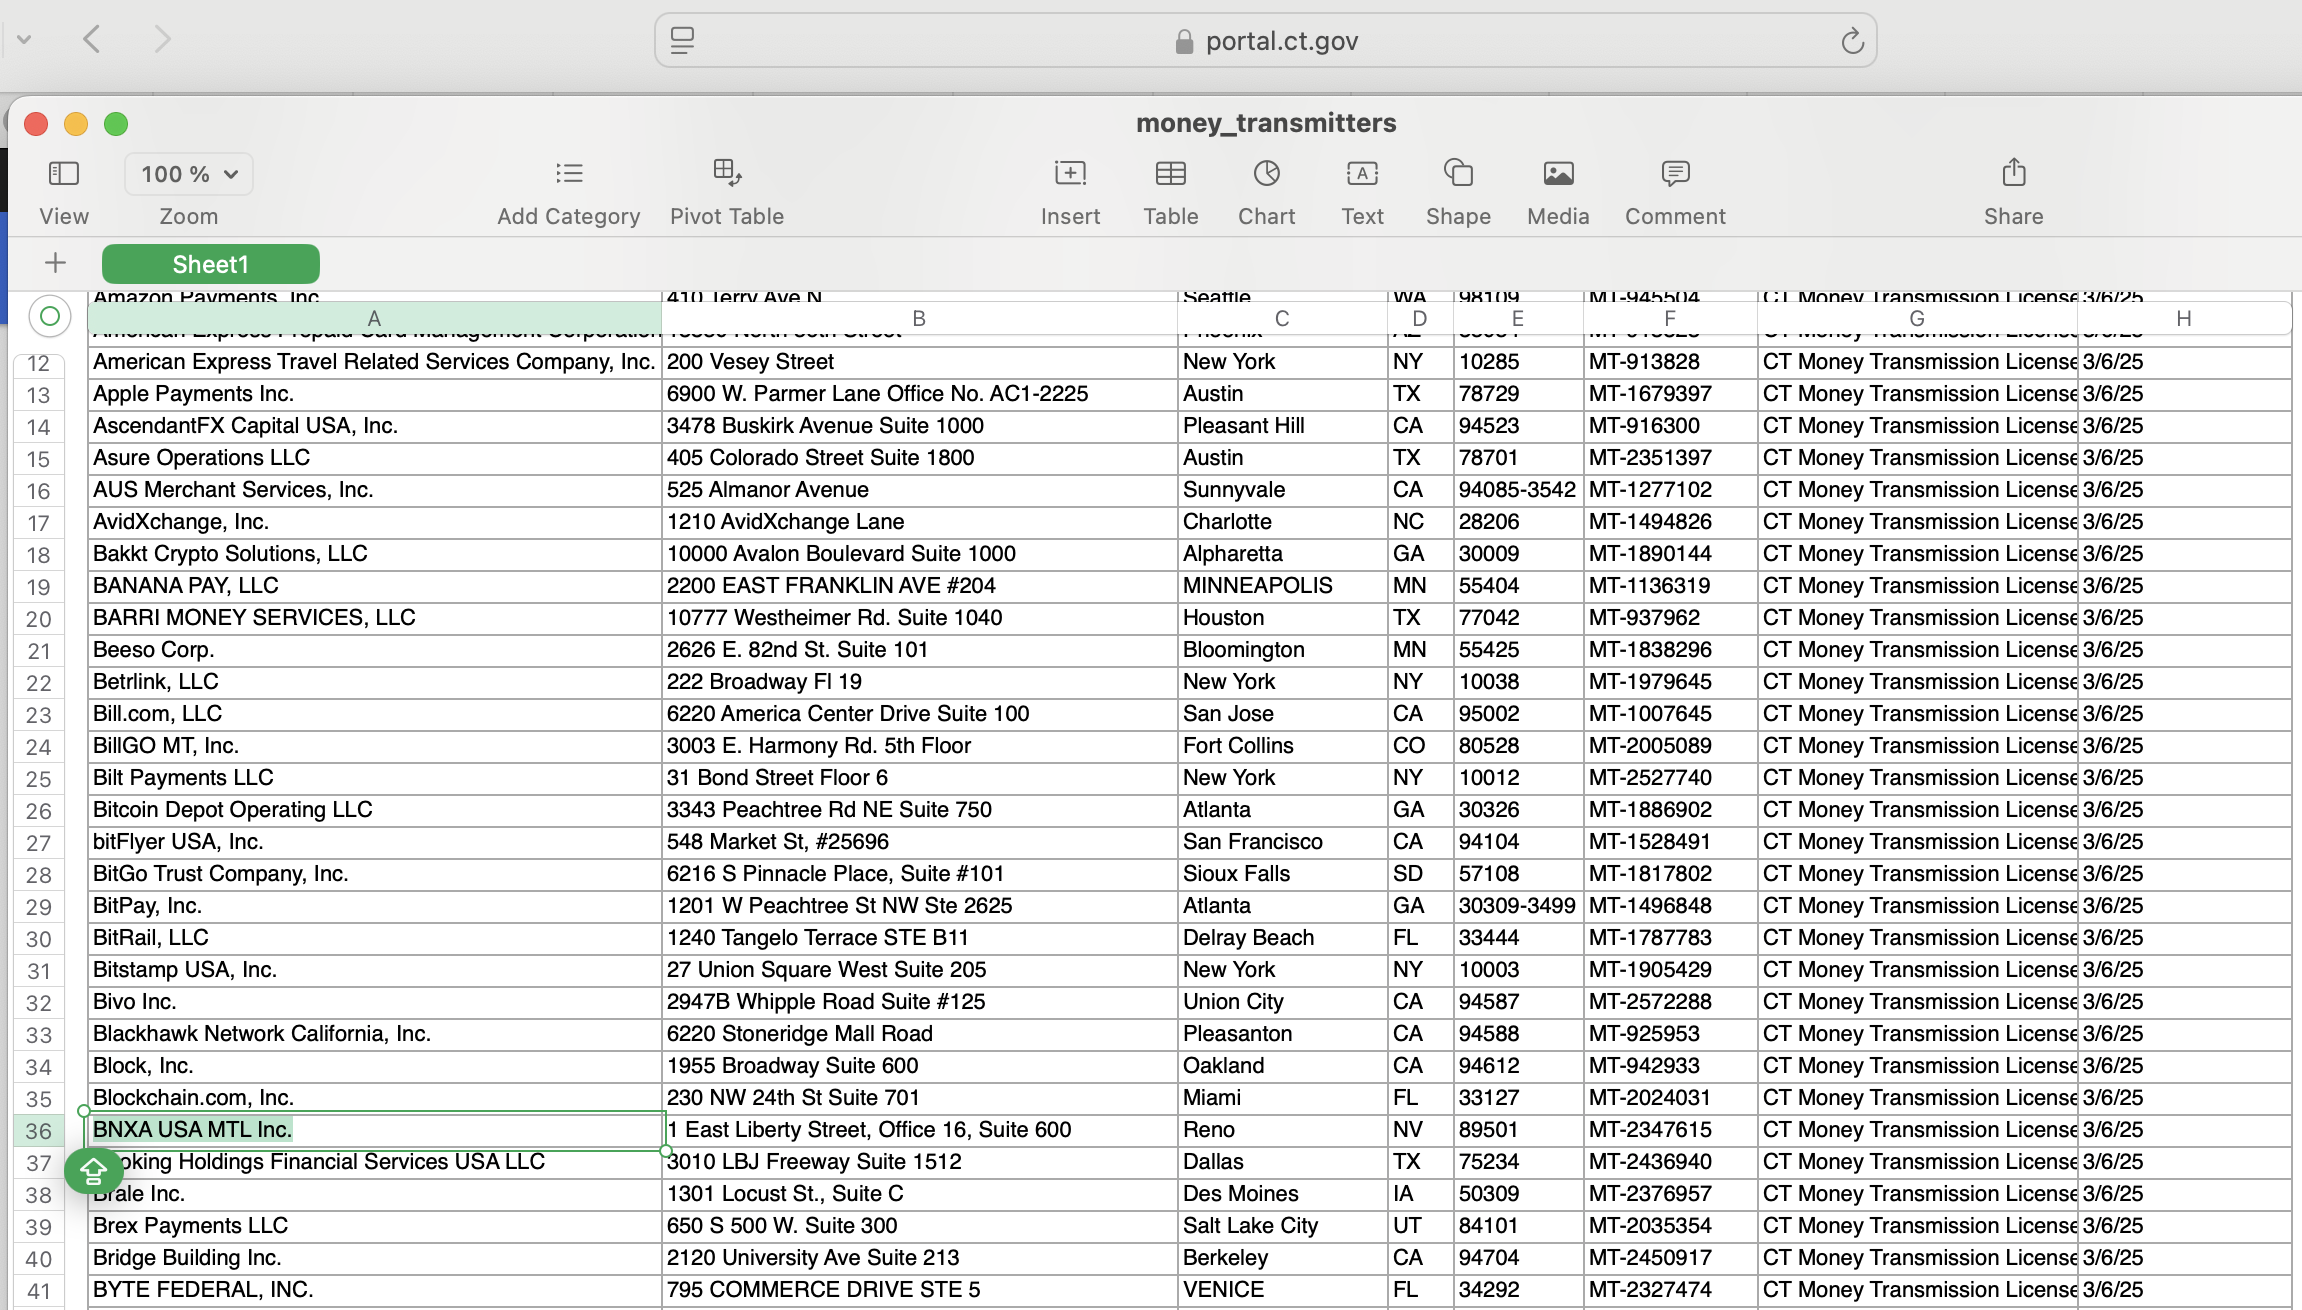 portal.ct.gov
money_transmitters
100 %
View Zoom Add Category Pivot Table Insert Table Chart Text Shape Media Comment Share
Sheet1
Amazon Payments, Inc. 410 Terry Ave N Seattle WA 98109 MT-945504 CT Money Transmission License 3/6/25
A B C D E F G H
12 American Express Travel Related Services Company, Inc. 200 Vesey Street New York NY 10285 MT-913828 CT Money Transmission License 3/6/25
13 Apple Payments Inc. 6900 W. Parmer Lane Office No. AC1-2225 Austin TX 78729 MT-1679397 CT Money Transmission License 3/6/25
14 AscendantFX Capital USA, Inc. 3478 Buskirk Avenue Suite 1000 Pleasant Hill CA 94523 MT-916300 CT Money Transmission License 3/6/25
15 Asure Operations LLC 405 Colorado Street Suite 1800 Austin TX 78701 MT-2351397 CT Money Transmission License 3/6/25
16 AUS Merchant Services, Inc. 525 Almanor Avenue Sunnyvale CA 94085-3542 MT-1277102 CT Money Transmission License 3/6/25
17 AvidXchange, Inc. 1210 AvidXchange Lane Charlotte NC 28206 MT-1494826 CT Money Transmission License 3/6/25
18 Bakkt Crypto Solutions, LLC 10000 Avalon Boulevard Suite 1000 Alpharetta GA 30009 MT-1890144 CT Money Transmission License 3/6/25
19 BANANA PAY, LLC 2200 EAST FRANKLIN AVE #204 MINNEAPOLIS MN 55404 MT-1136319 CT Money Transmission License 3/6/25
20 BARRI MONEY SERVICES, LLC 10777 Westheimer Rd. Suite 1040 Houston TX 77042 MT-937962 CT Money Transmission License 3/6/25
21 Beeso Corp. 2626 E. 82nd St. Suite 101 Bloomington MN 55425 MT-1838296 CT Money Transmission License 3/6/25
22 Betrlink, LLC 222 Broadway Fl 19 New York NY 10038 MT-1979645 CT Money Transmission License 3/6/25
23 Bill.com, LLC 6220 America Center Drive Suite 100 San Jose CA 95002 MT-1007645 CT Money Transmission License 3/6/25
24 BillGO MT, Inc. 3003 E. Harmony Rd. 5th Floor Fort Collins CO 80528 MT-2005089 CT Money Transmission License 3/6/25
25 Bilt Payments LLC 31 Bond Street Floor 6 New York NY 10012 MT-2527740 CT Money Transmission License 3/6/25
26 Bitcoin Depot Operating LLC 3343 Peachtree Rd NE Suite 750 Atlanta GA 30326 MT-1886902 CT Money Transmission License 3/6/25
27 bitFlyer USA, Inc. 548 Market St, #25696 San Francisco CA 94104 MT-1528491 CT Money Transmission License 3/6/25
28 BitGo Trust Company, Inc. 6216 S Pinnacle Place, Suite #101 Sioux Falls SD 57108 MT-1817802 CT Money Transmission License 3/6/25
29 BitPay, Inc. 1201 W Peachtree St NW Ste 2625 Atlanta GA 30309-3499 MT-1496848 CT Money Transmission License 3/6/25
30 BitRail, LLC 1240 Tangelo Terrace STE B11 Delray Beach FL 33444 MT-1787783 CT Money Transmission License 3/6/25
31 Bitstamp USA, Inc. 27 Union Square West Suite 205 New York NY 10003 MT-1905429 CT Money Transmission License 3/6/25
32 Bivo Inc. 2947B Whipple Road Suite #125 Union City CA 94587 MT-2572288 CT Money Transmission License 3/6/25
33 Blackhawk Network California, Inc. 6220 Stoneridge Mall Road Pleasanton CA 94588 MT-925953 CT Money Transmission License 3/6/25
34 Block, Inc. 1955 Broadway Suite 600 Oakland CA 94612 MT-942933 CT Money Transmission License 3/6/25
35 Blockchain.com, Inc. 230 NW 24th St Suite 701 Miami FL 33127 MT-2024031 CT Money Transmission License 3/6/25
36 BNXA USA MTL Inc. 1 East Liberty Street, Office 16, Suite 600 Reno NV 89501 MT-2347615 CT Money Transmission License 3/6/25
37 oking Holdings Financial Services USA LLC 3010 LBJ Freeway Suite 1512 Dallas TX 75234 MT-2436940 CT Money Transmission License 3/6/25
38 Brale Inc. 1301 Locust St., Suite C Des Moines IA 50309 MT-2376957 CT Money Transmission License 3/6/25
39 Brex Payments LLC 650 S 500 W. Suite 300 Salt Lake City UT 84101 MT-2035354 CT Money Transmission License 3/6/25
40 Bridge Building Inc. 2120 University Ave Suite 213 Berkeley CA 94704 MT-2450917 CT Money Transmission License 3/6/25
41 BYTE FEDERAL, INC. 795 COMMERCE DRIVE STE 5 VENICE FL 34292 MT-2327474 CT Money Transmission License 3/6/25